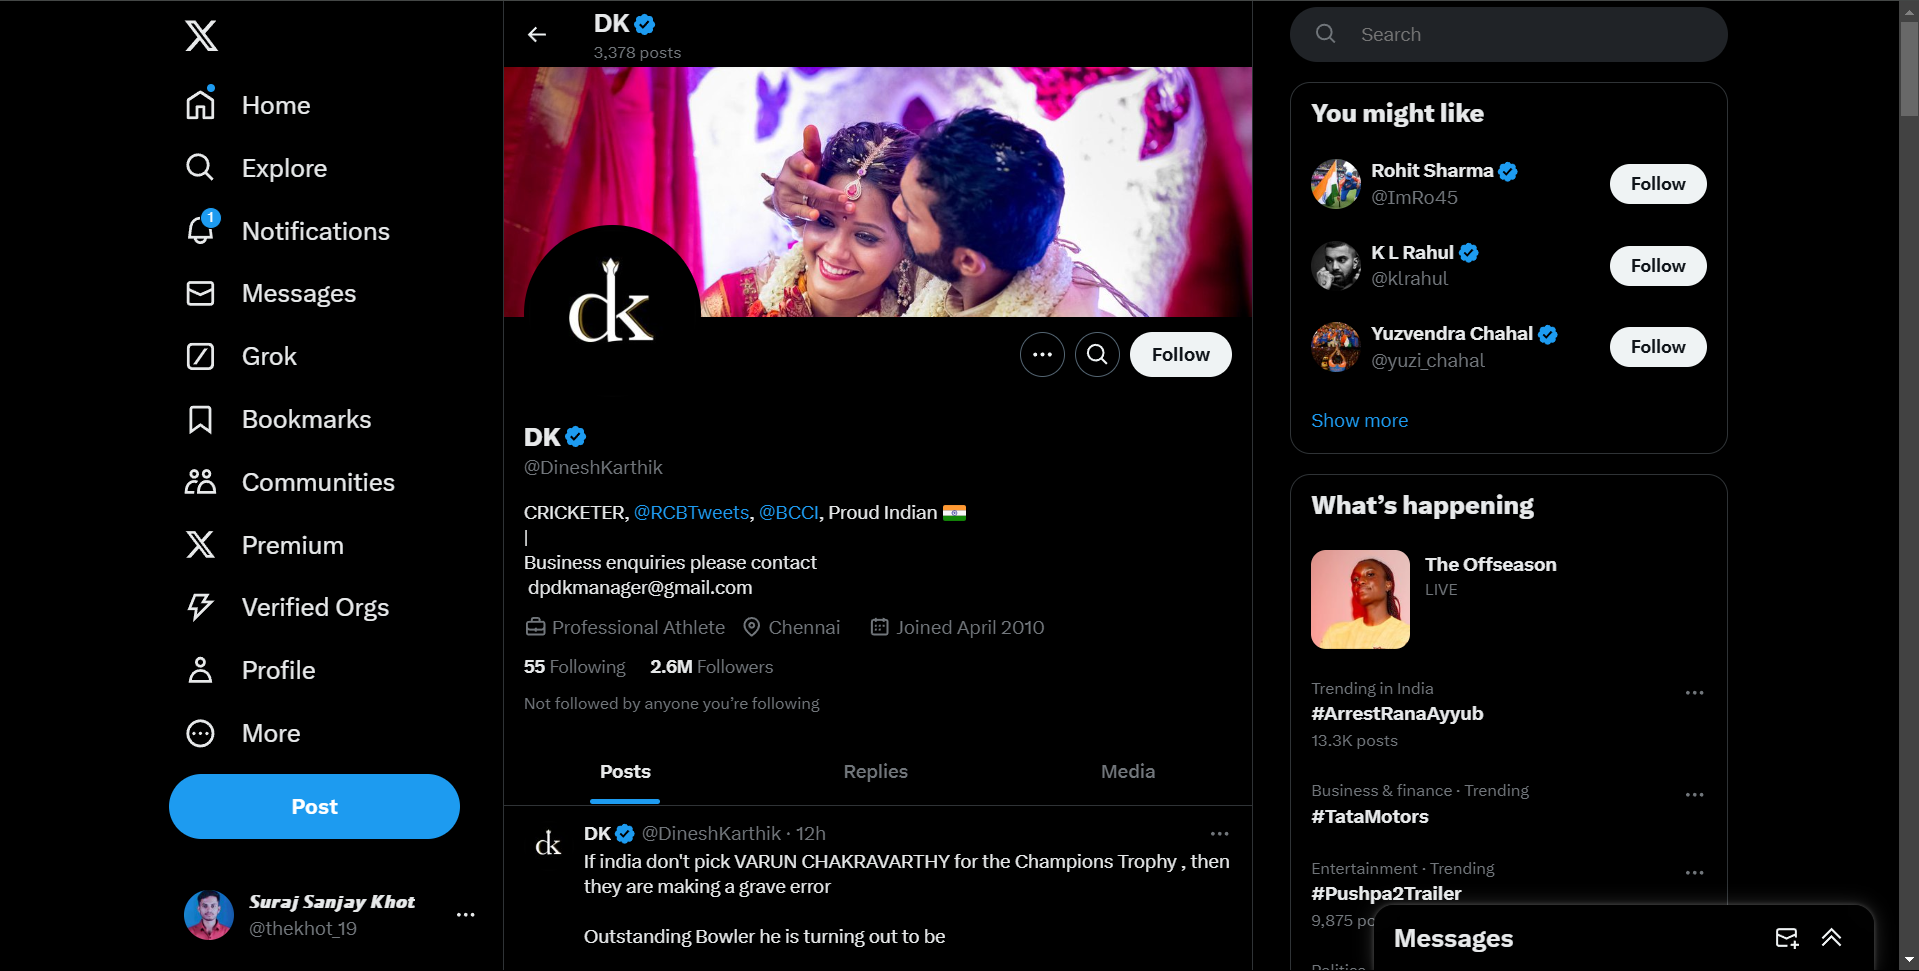 Home
Explore
1
Notifications
Messages
Grok
Bookmarks
Communities
Premium
Verified Orgs
Profile
More
Post
Suraj Sanjay Khot
@thekhot_19
DK
3,378 posts
dk
Follow
DK
@DineshKarthik
CRICKETER, @RCBTweets, @BCCI, Proud Indian 🇮🇳
|
Business enquiries please contact
dpdkmanager@gmail.com
Professional Athlete Chennai Joined April 2010
55 Following 2.6M Followers
Not followed by anyone you’re following
Posts Replies Media
dk
DK @DineshKarthik · 12h
If india don't pick VARUN CHAKRAVARTHY for the Champions Trophy , then
they are making a grave error
Outstanding Bowler he is turning out to be
Search
You might like
Rohit Sharma
@ImRo45
Follow
K L Rahul
@klrahul
Follow
Yuzvendra Chahal
@yuzi_chahal
Follow
Show more
What’s happening
The Offseason
LIVE
Trending in India
#ArrestRanaAyyub
13.3K posts
Business & finance · Trending
#TataMotors
Entertainment · Trending
#Pushpa2Trailer
9,875 po
Messages